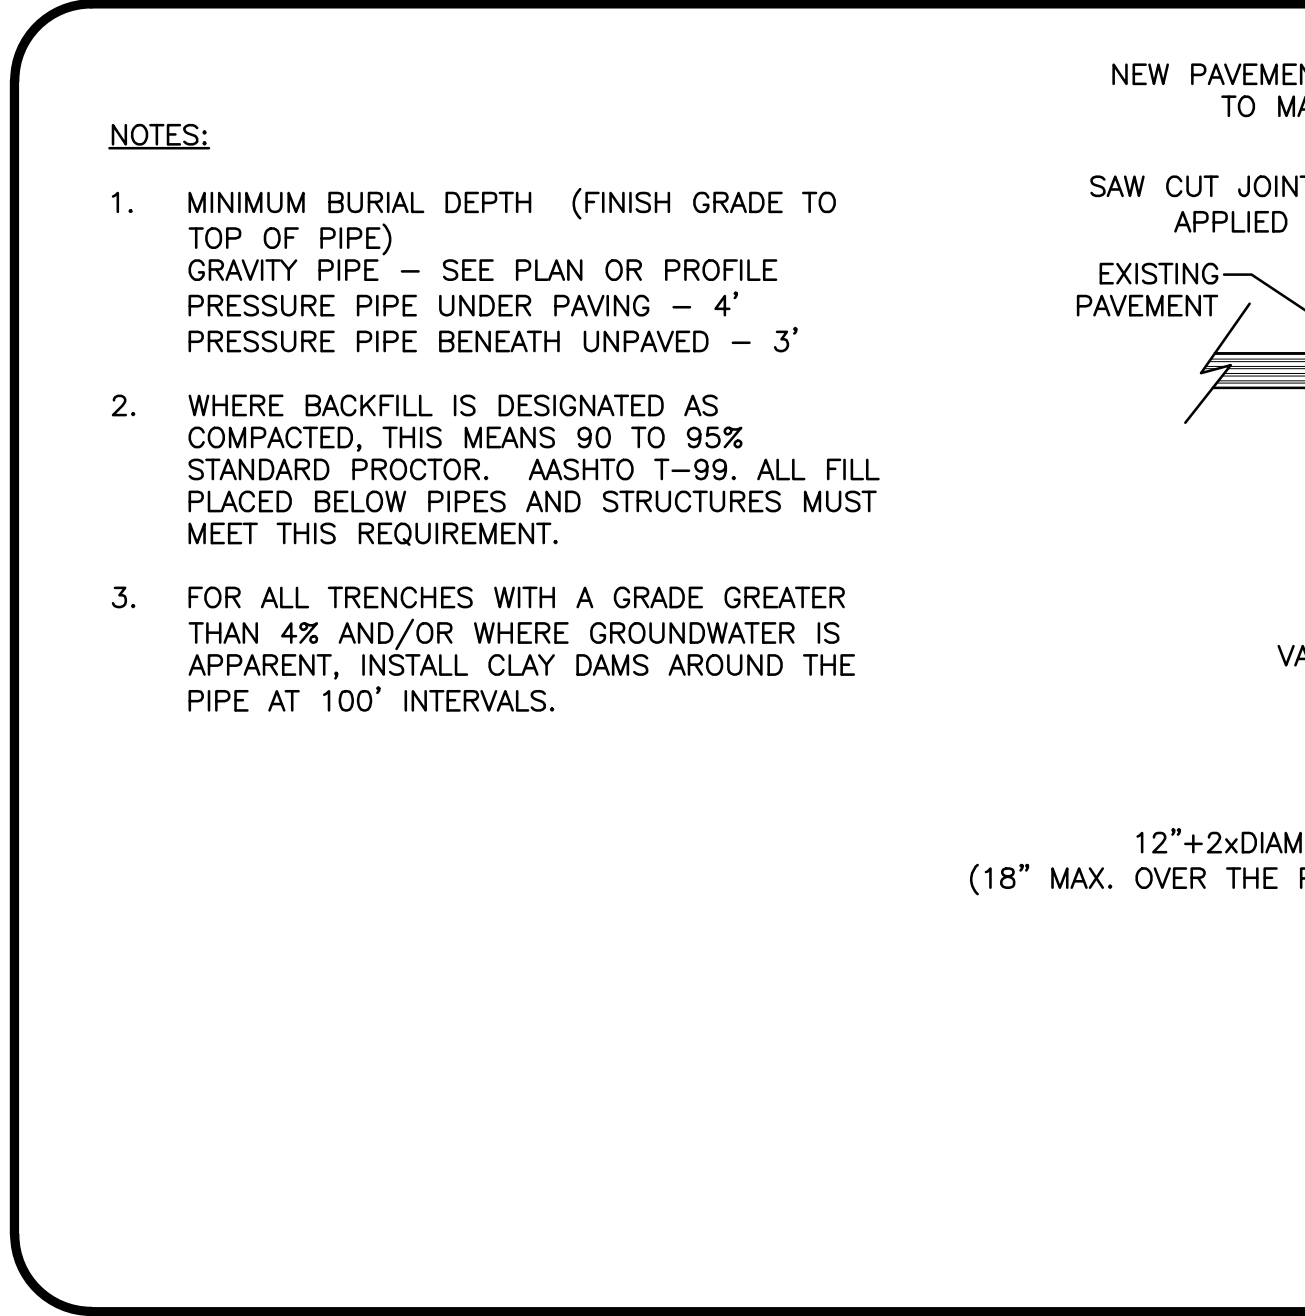 NOTES:
1. MINIMUM BURIAL DEPTH (FINISH GRADE TO
TOP OF PIPE)
GRAVITY PIPE – SEE PLAN OR PROFILE
PRESSURE PIPE UNDER PAVING – 4'
PRESSURE PIPE BENEATH UNPAVED – 3'
2. WHERE BACKFILL IS DESIGNATED AS
COMPACTED, THIS MEANS 90 TO 95%
STANDARD PROCTOR. AASHTO T–99. ALL FILL
PLACED BELOW PIPES AND STRUCTURES MUST
MEET THIS REQUIREMENT.
3. FOR ALL TRENCHES WITH A GRADE GREATER
THAN 4% AND/OR WHERE GROUNDWATER IS
APPARENT, INSTALL CLAY DAMS AROUND THE
PIPE AT 100' INTERVALS.
NEW
TO
SAW CUT
APPLIED
EXISTING
PAVEMENT
(18" MAX. OVER THE